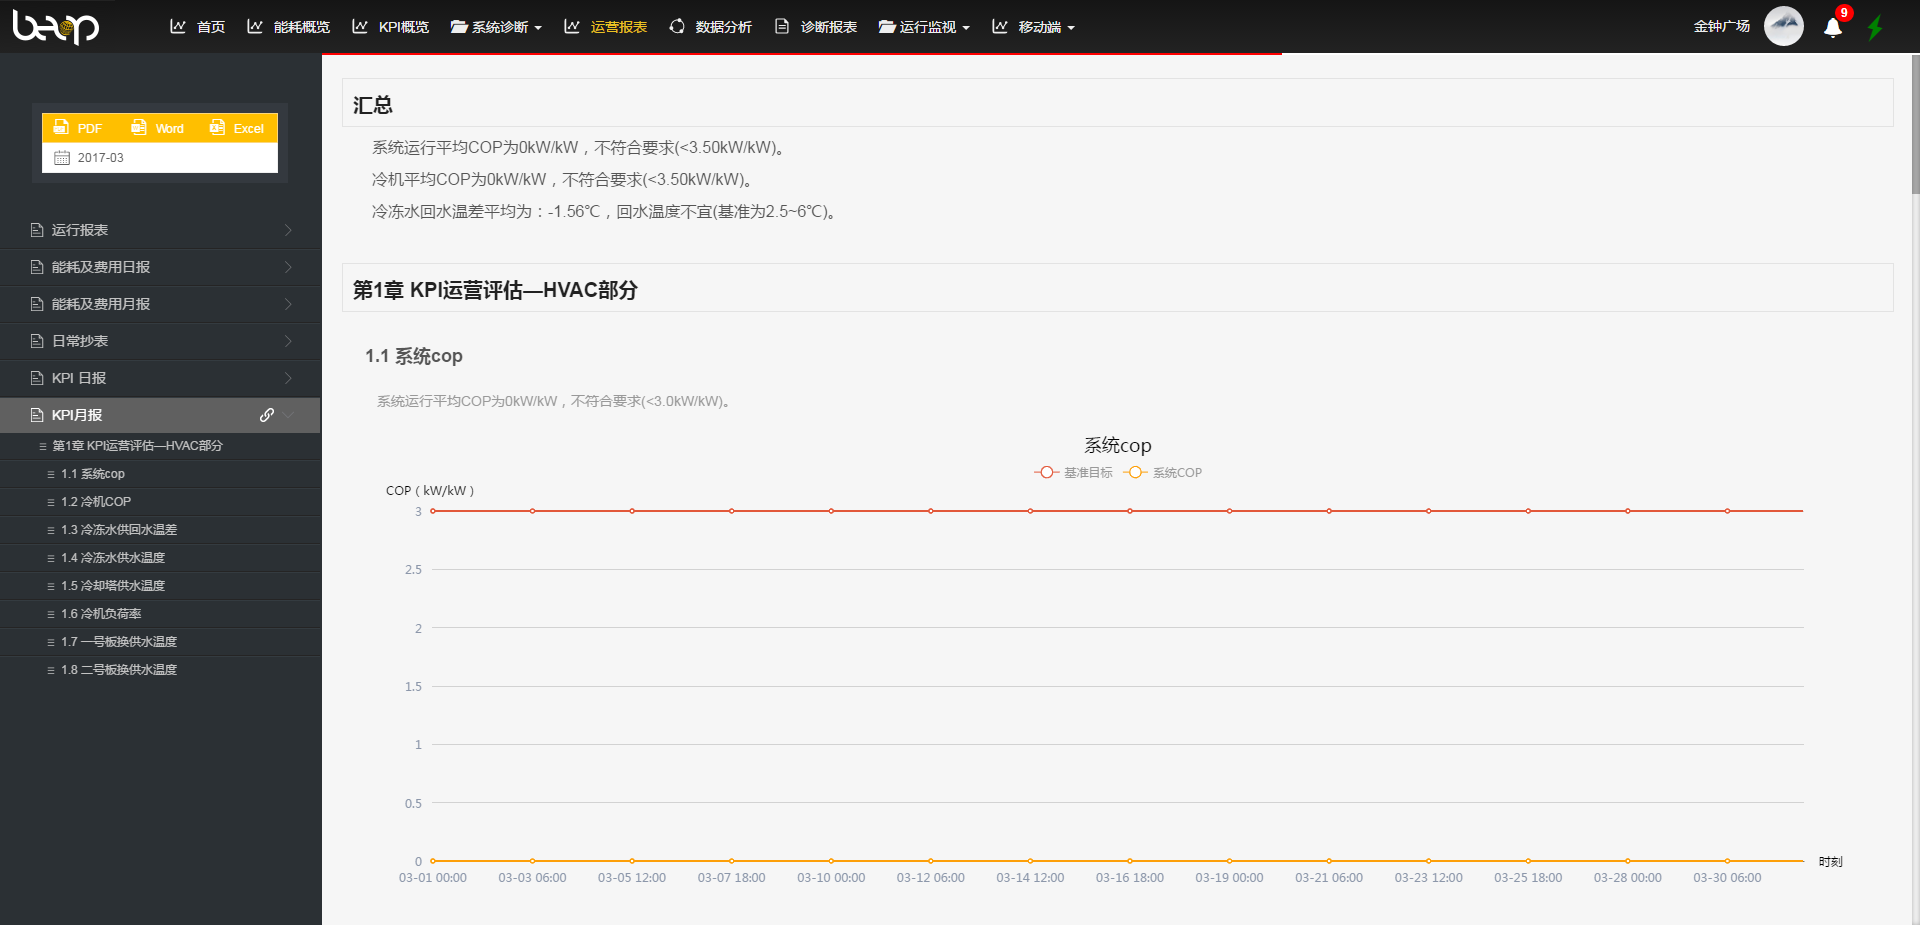 beop
首页
能耗概览
KPI概览
系统诊断
运营报表
数据分析
诊断报表
运行监视
移动端
金钟广场
9
PDF
Word
Excel
2017-03
运行报表
能耗及费用日报
能耗及费用月报
日常抄表
KPI 日报
KPI月报
第1章 KPI运营评估—HVAC部分
1.1 系统cop
1.2 冷机COP
1.3 冷冻水供回水温差
1.4 冷冻水供水温度
1.5 冷却塔供水温度
1.6 冷机负荷率
1.7 一号板换供水温度
1.8 二号板换供水温度
汇总
系统运行平均COP为0kW/kW，不符合要求(<3.50kW/kW)。
冷机平均COP为0kW/kW，不符合要求(<3.50kW/kW)。
冷冻水回水温差平均为：-1.56℃，回水温度不宜(基准为2.5~6℃)。
第1章 KPI运营评估—HVAC部分
1.1 系统cop
系统运行平均COP为0kW/kW，不符合要求(<3.0kW/kW)。
系统cop
基准目标 系统COP
COP（kW/kW）
3
2.5
2
1.5
1
0.5
0
时刻
03-01 00:00 03-03 06:00 03-05 12:00 03-07 18:00 03-10 00:00 03-12 06:00 03-14 12:00 03-16 18:00 03-19 00:00 03-21 06:00 03-23 12:00 03-25 18:00 03-28 00:00 03-30 06:00